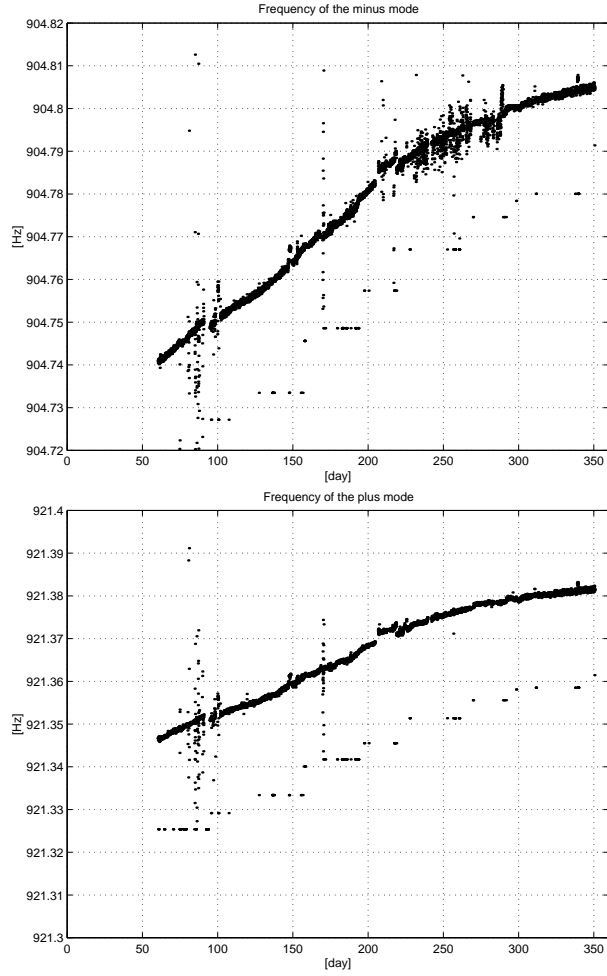 Frequency of the minus mode
904.82
904.81
904.8
904.79
904.78
904.77
904.76
904.75
904.74
904.73
904.72
[Hz]
0 50 100 150 200 250 300 350
[day]
Frequency of the plus mode
921.4
921.39
921.38
921.37
921.36
921.35
921.34
921.33
921.32
921.31
921.3
[Hz]
0 50 100 150 200 250 300 350
[day]